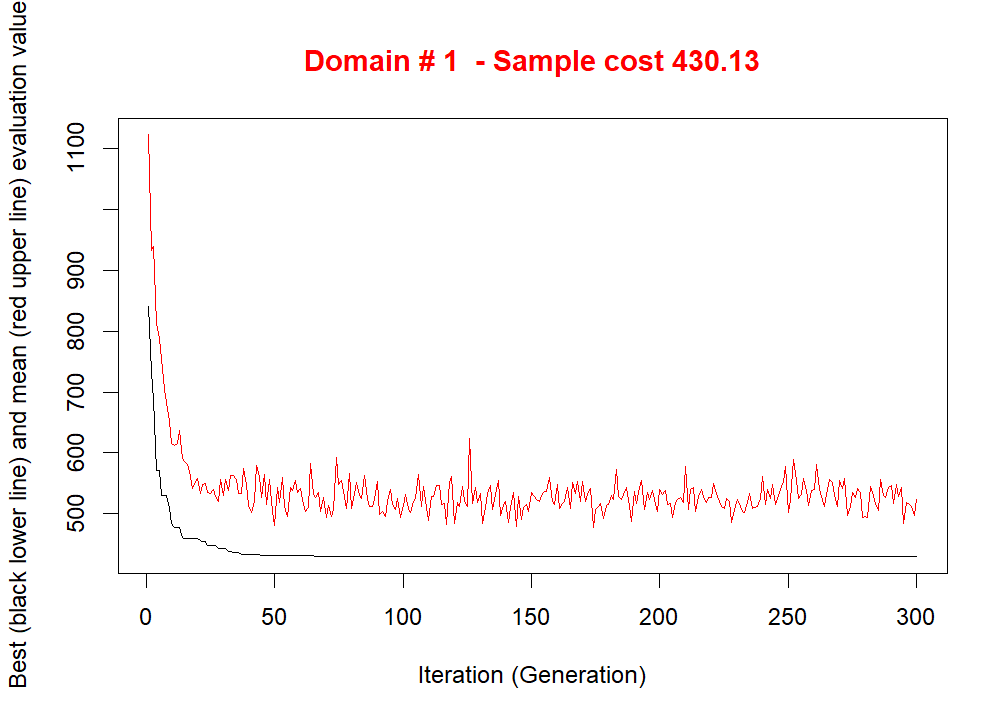 Domain # 1  - Sample cost 430.13
Best (black lower line) and mean (red upper line) evaluation value
1100
900
800
700
600
500
0 50 100 150 200 250 300
Iteration (Generation)